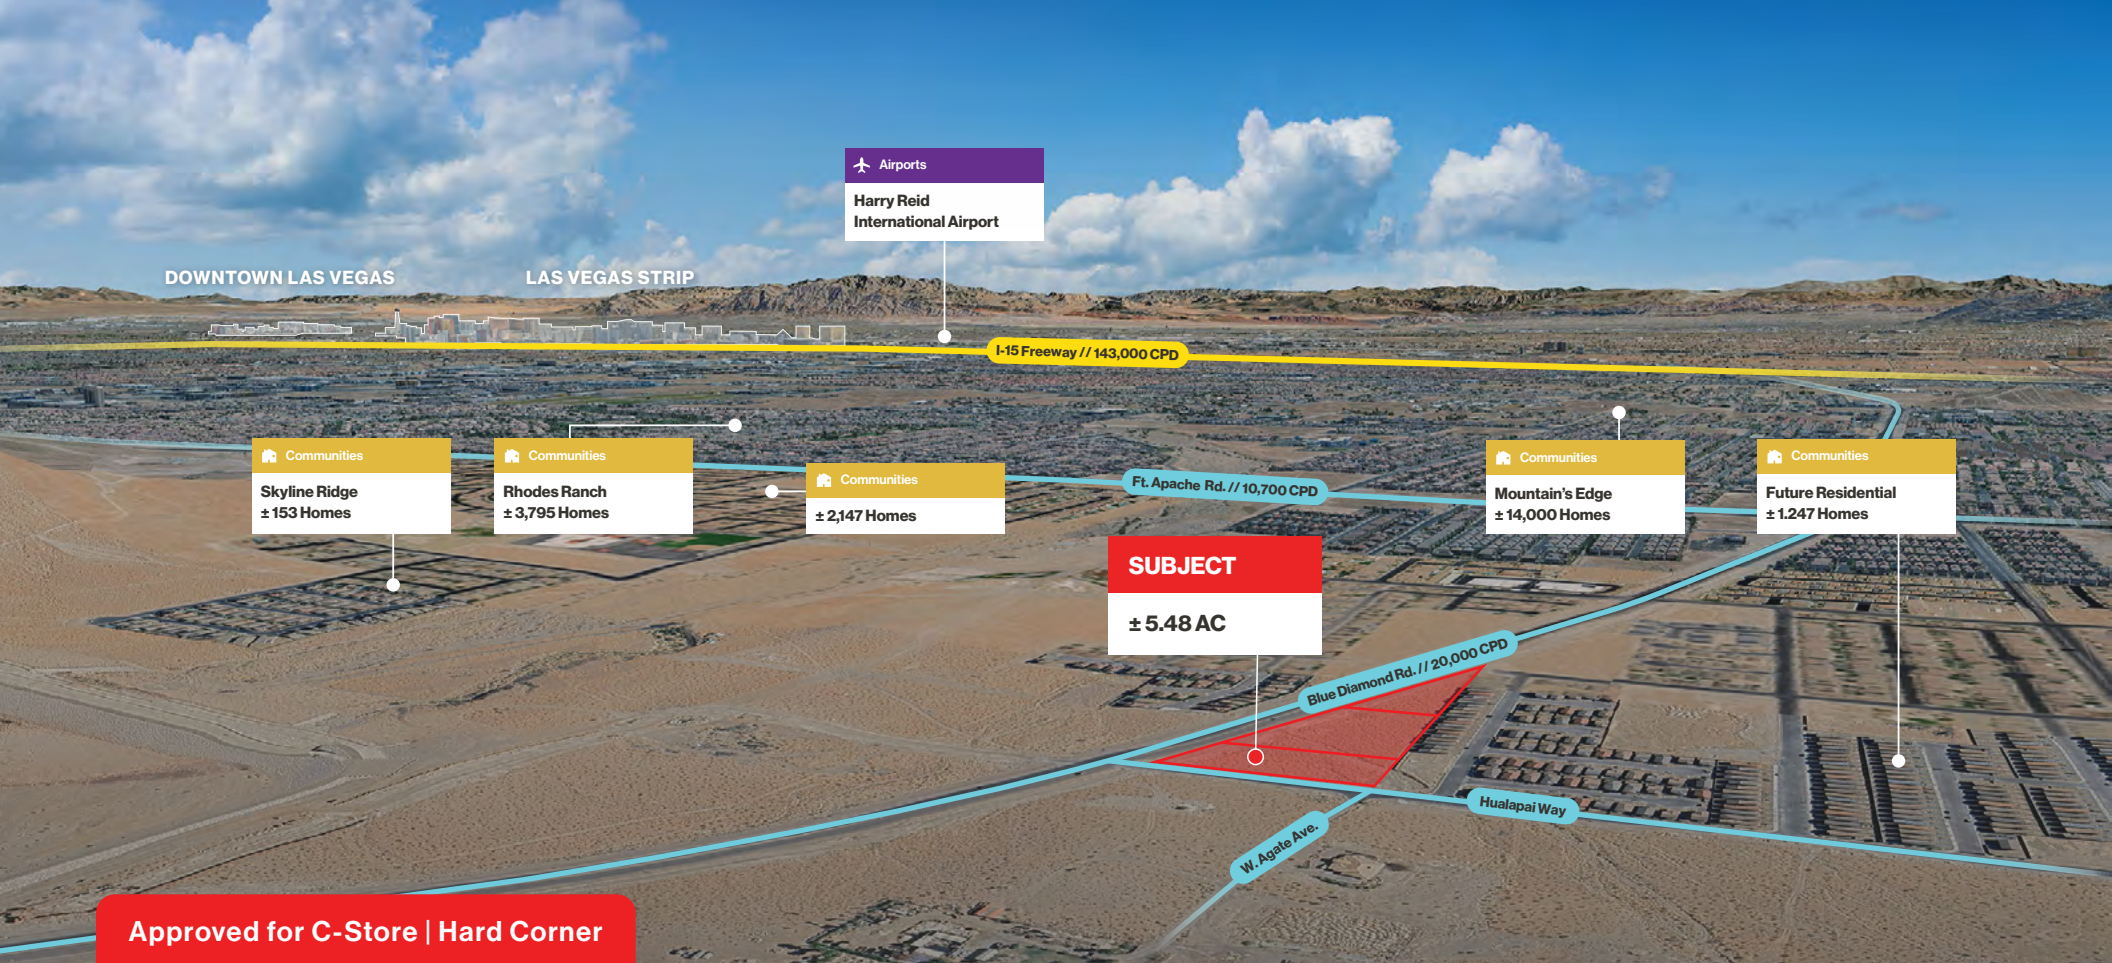 Airports
Harry Reid
International Airport
DOWNTOWN LAS VEGAS
LAS VEGAS STRIP
I-15 Freeway // 143,000 CPD
Communities
Skyline Ridge
± 153 Homes
Communities
Rhodes Ranch
± 3,795 Homes
Communities
± 2,147 Homes
Ft. Apache Rd. // 10,700 CPD
Communities
Mountain's Edge
± 14,000 Homes
Communities
Future Residential
± 1.247 Homes
SUBJECT
± 5.48 AC
Blue Diamond Rd. // 20,000 CPD
Hualapai Way
W. Agate Ave.
Approved for C-Store | Hard Corner